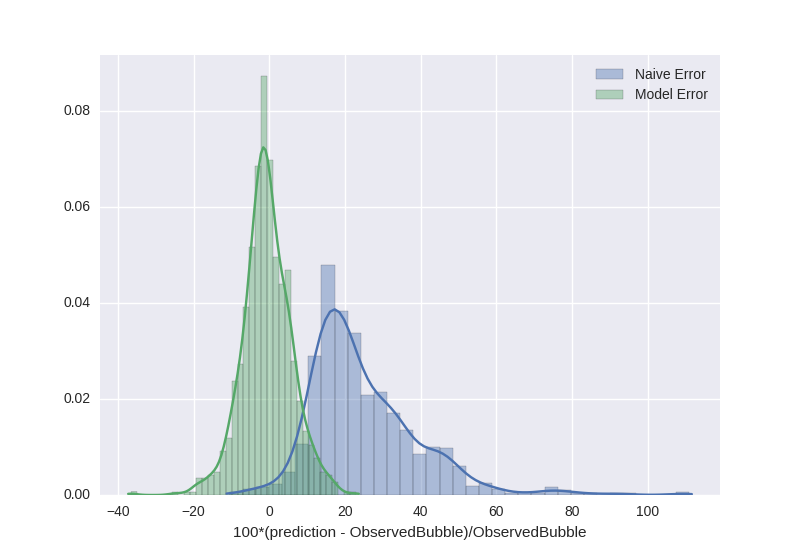 Naive Error
Model Error
0.08
0.06
0.04
0.02
0.00
−40 −20 0 20 40 60 80 100
100*(prediction - ObservedBubble)/ObservedBubble